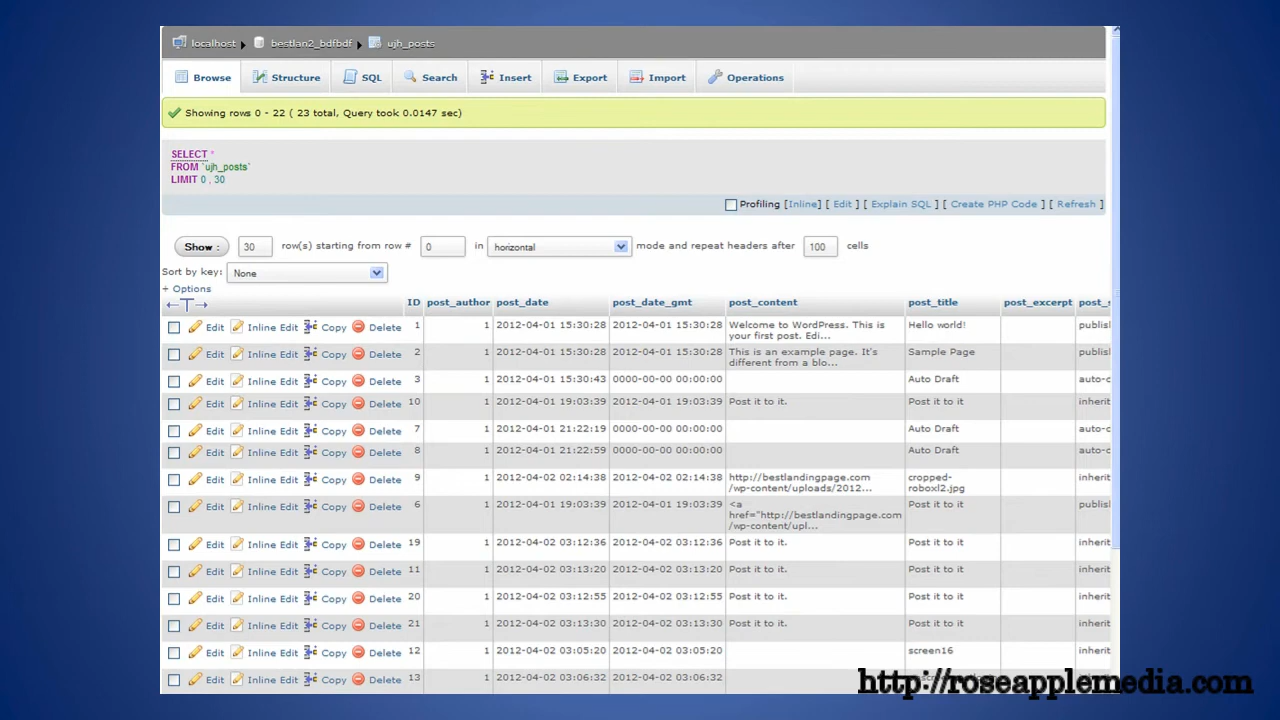 localhost bestlan2_bdfbdf ujh_posts
Browse Structure SQL Search Insert Export Import Operations
Showing rows 0 - 22 ( 23 total, Query took 0.0147 sec)
SELECT *
FROM `ujh_posts`
LIMIT 0 , 30
Profiling [Inline] [ Edit ] [ Explain SQL ] [ Create PHP Code ] [ Refresh ]
Show : 30 row(s) starting from row # 0 in horizontal mode and repeat headers after 100 cells
Sort by key: None
+ Options
ID post_author post_date post_date_gmt post_content post_title post_excerpt post_s
Edit Inline Edit Copy Delete 1 1 2012-04-01 15:30:28 2012-04-01 15:30:28 Welcome to WordPress. This is Hello world! publis
your first post. Edi...
Edit Inline Edit Copy Delete 2 1 2012-04-01 15:30:28 2012-04-01 15:30:28 This is an example page. It's Sample Page publis
different from a blo...
Edit Inline Edit Copy Delete 3 1 2012-04-01 15:30:43 0000-00-00 00:00:00 Auto Draft auto-d
Edit Inline Edit Copy Delete 10 1 2012-04-01 19:03:39 2012-04-01 19:03:39 Post it to it. Post it to it inherit
Edit Inline Edit Copy Delete 7 1 2012-04-01 21:22:19 0000-00-00 00:00:00 Auto Draft auto-d
Edit Inline Edit Copy Delete 8 1 2012-04-01 21:22:59 0000-00-00 00:00:00 Auto Draft auto-d
Edit Inline Edit Copy Delete 9 1 2012-04-02 02:14:38 2012-04-02 02:14:38 http://bestlandingpage.com cropped- inherit
/wp-content/uploads/2012... roboxl2.jpg
Edit Inline Edit Copy Delete 6 1 2012-04-01 19:03:39 2012-04-01 19:03:39 <a Post it to it publis
href="http://bestlandingpage.com
/wp-content/upl...
Edit Inline Edit Copy Delete 19 1 2012-04-02 03:12:36 2012-04-02 03:12:36 Post it to it. Post it to it inherit
Edit Inline Edit Copy Delete 11 1 2012-04-02 03:13:20 2012-04-02 03:13:20 Post it to it. Post it to it inherit
Edit Inline Edit Copy Delete 20 1 2012-04-02 03:12:55 2012-04-02 03:12:55 Post it to it. Post it to it inherit
Edit Inline Edit Copy Delete 21 1 2012-04-02 03:13:30 2012-04-02 03:13:30 Post it to it. Post it to it inherit
Edit Inline Edit Copy Delete 12 1 2012-04-02 03:05:20 2012-04-02 03:05:20 screen16 inherit
Edit Inline Edit Copy Delete 13 1 2012-04-02 03:06:32 2012-04-02 03:06:32
http://roseapplemedia.com